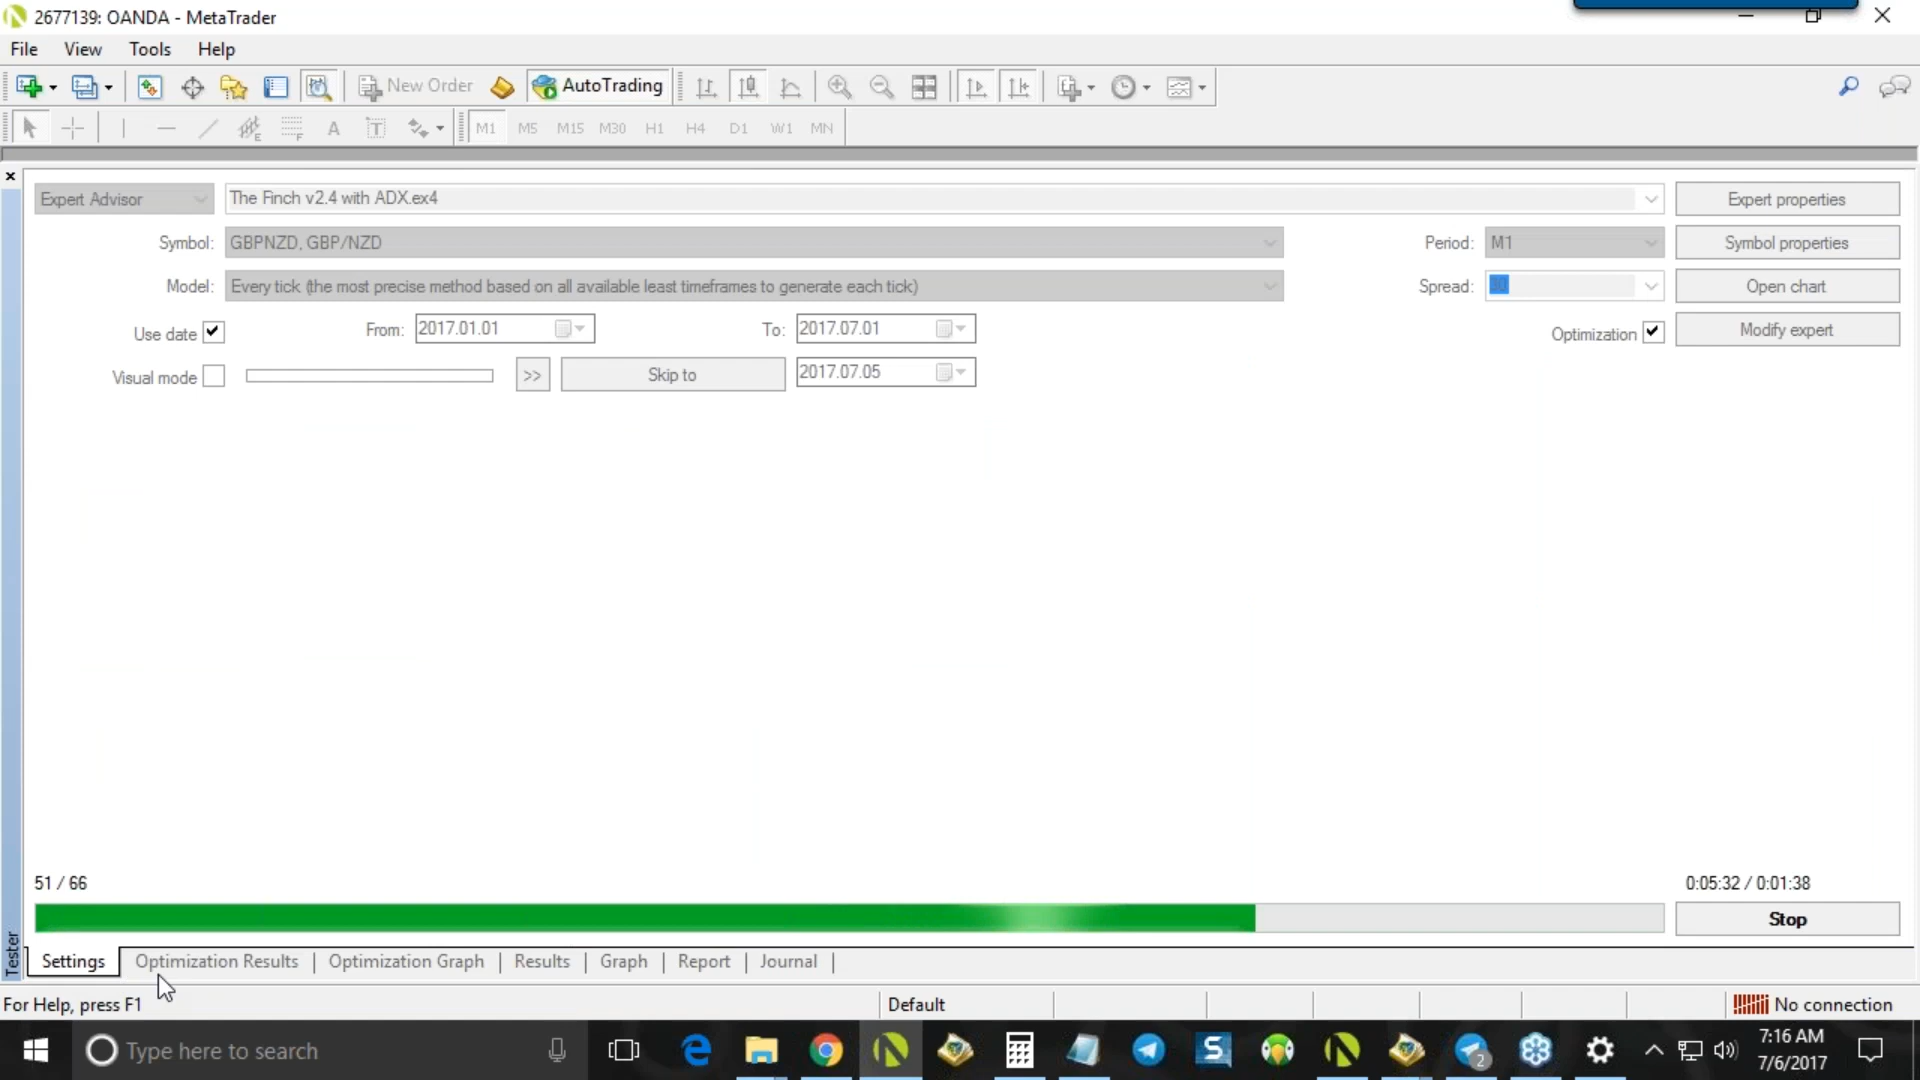 2677139: OANDA - MetaTrader
File View Tools Help
New Order AutoTrading
A T M1 M5 M15 M30 H1 H4 D1 W1 MN
Expert Advisor The Finch v2.4 with ADX.ex4 Expert properties
Symbol: GBPNZD, GBP/NZD Period: M1 Symbol properties
Model: Every tick (the most precise method based on all available least timeframes to generate each tick) Spread: Open chart
Use date From: 2017.01.01 To: 2017.07.01 Optimization Modify expert
Visual mode >> Skip to 2017.07.05
51 / 66 0:05:32 / 0:01:38
Stop
Tester
Settings Optimization Results Optimization Graph Results Graph Report Journal
For Help, press F1 Default No connection
Type here to search 2 7:16 AM
7/6/2017